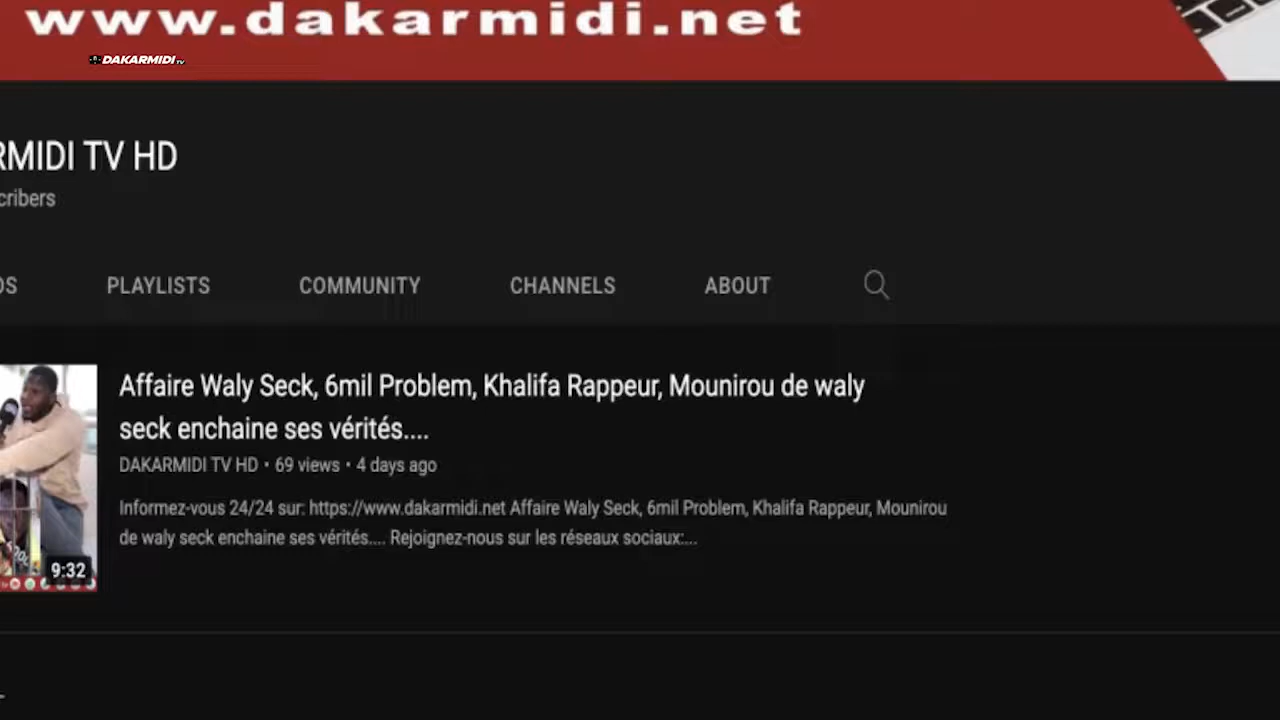 www.dakarmidi.net
DAKARMIDI TV
RMIDI TV HD
cribers
OS
PLAYLISTS
COMMUNITY
CHANNELS
ABOUT
Affaire Waly Seck, 6mil Problem, Khalifa Rappeur, Mounirou de waly
seck enchaine ses vérités....
DAKARMIDI TV HD • 69 views • 4 days ago
Informez-vous 24/24 sur: https://www.dakarmidi.net Affaire Waly Seck, 6mil Problem, Khalifa Rappeur, Mounirou
de waly seck enchaine ses vérités.... Rejoignez-nous sur les réseaux sociaux:...
9:32